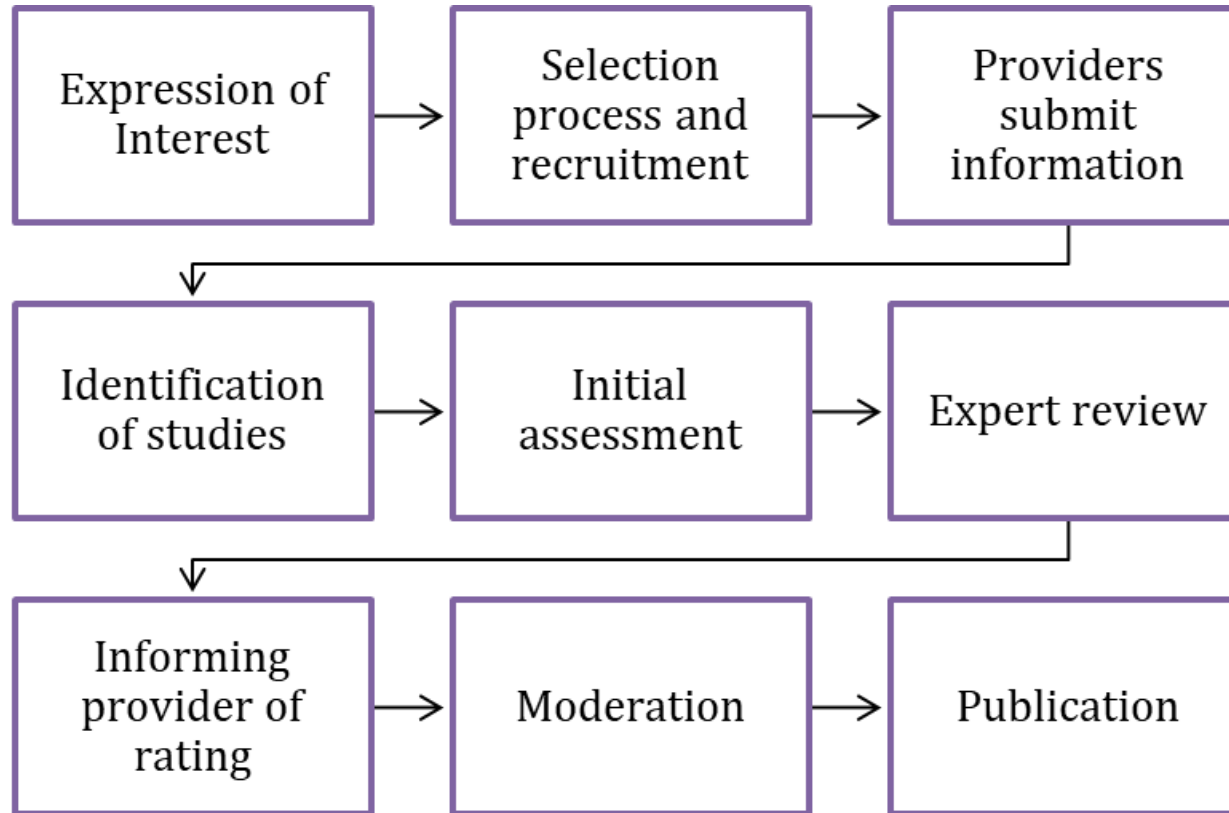 Expression of
Interest
Selection
process and
recruitment
Providers
submit
information
Identification
of studies
Initial
assessment
Expert review
Informing
provider of
rating
Moderation
Publication